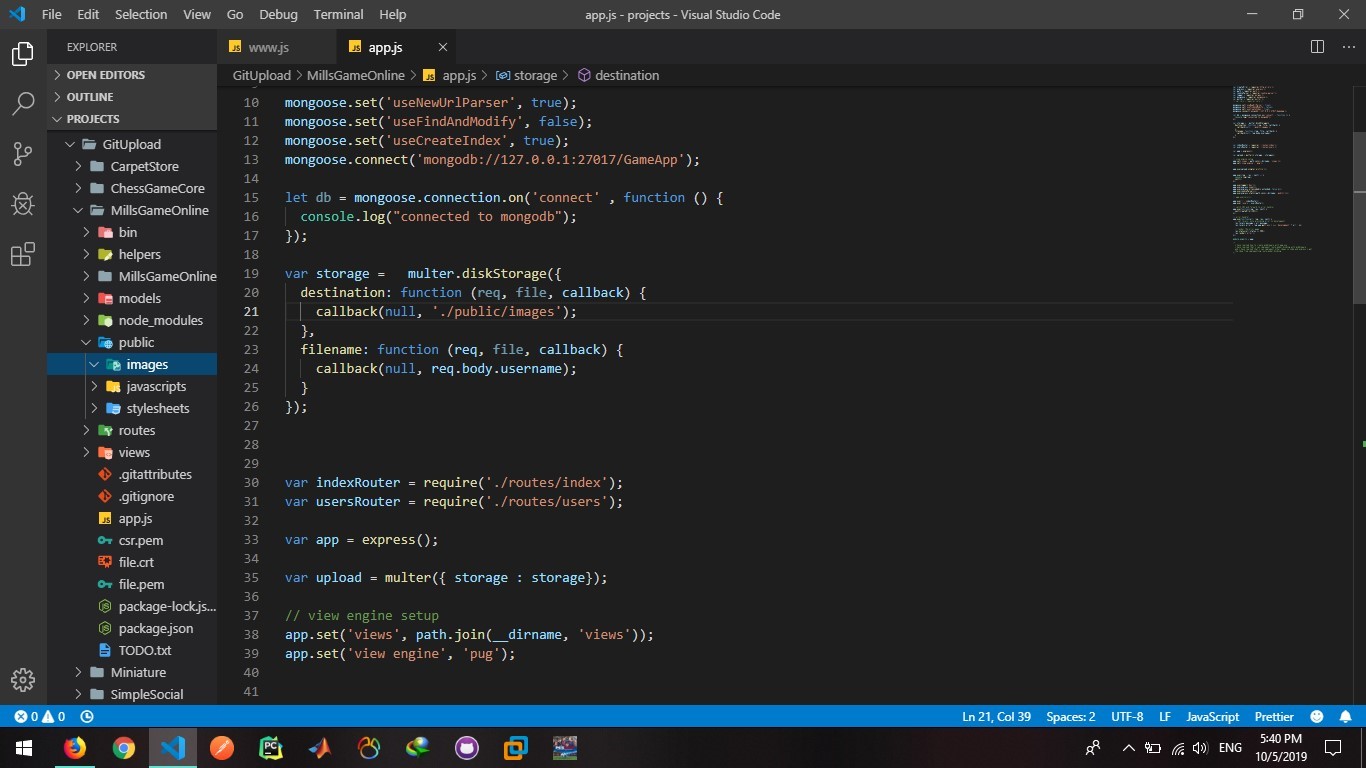 File Edit Selection View Go Debug Terminal Help app.js - projects - Visual Studio Code
EXPLORER
JS www.js JS app.js
OPEN EDITORS
OUTLINE
PROJECTS
GitUpload
CarpetStore
ChessGameCore
MillsGameOnline
bin
helpers
MillsGameOnline
models
node_modules
public
images
javascripts
stylesheets
routes
views
.gitattributes
.gitignore
JS app.js
csr.pem
file.crt
file.pem
package-lock.js...
package.json
TODO.txt
Miniature
SimpleSocial
GitUpload > MillsGameOnline > JS app.js > storage > destination
10 mongoose.set('useNewUrlParser', true);
11 mongoose.set('useFindAndModify', false);
12 mongoose.set('useCreateIndex', true);
13 mongoose.connect('mongodb://127.0.0.1:27017/GameApp');
14
15 let db = mongoose.connection.on('connect' , function () {
16 console.log("connected to mongodb");
17 });
18
19 var storage =   multer.diskStorage({
20 destination: function (req, file, callback) {
21 callback(null, './public/images');
22 },
23 filename: function (req, file, callback) {
24 callback(null, req.body.username);
25 }
26 });
27
28
29
30 var indexRouter = require('./routes/index');
31 var usersRouter = require('./routes/users');
32
33 var app = express();
34
35 var upload = multer({ storage : storage});
36
37 // view engine setup
38 app.set('views', path.join(__dirname, 'views'));
39 app.set('view engine', 'pug');
40
41
0 0 Ln 21, Col 39 Spaces: 2 UTF-8 LF JavaScript Prettier
PC ENG 5:40 PM
10/5/2019